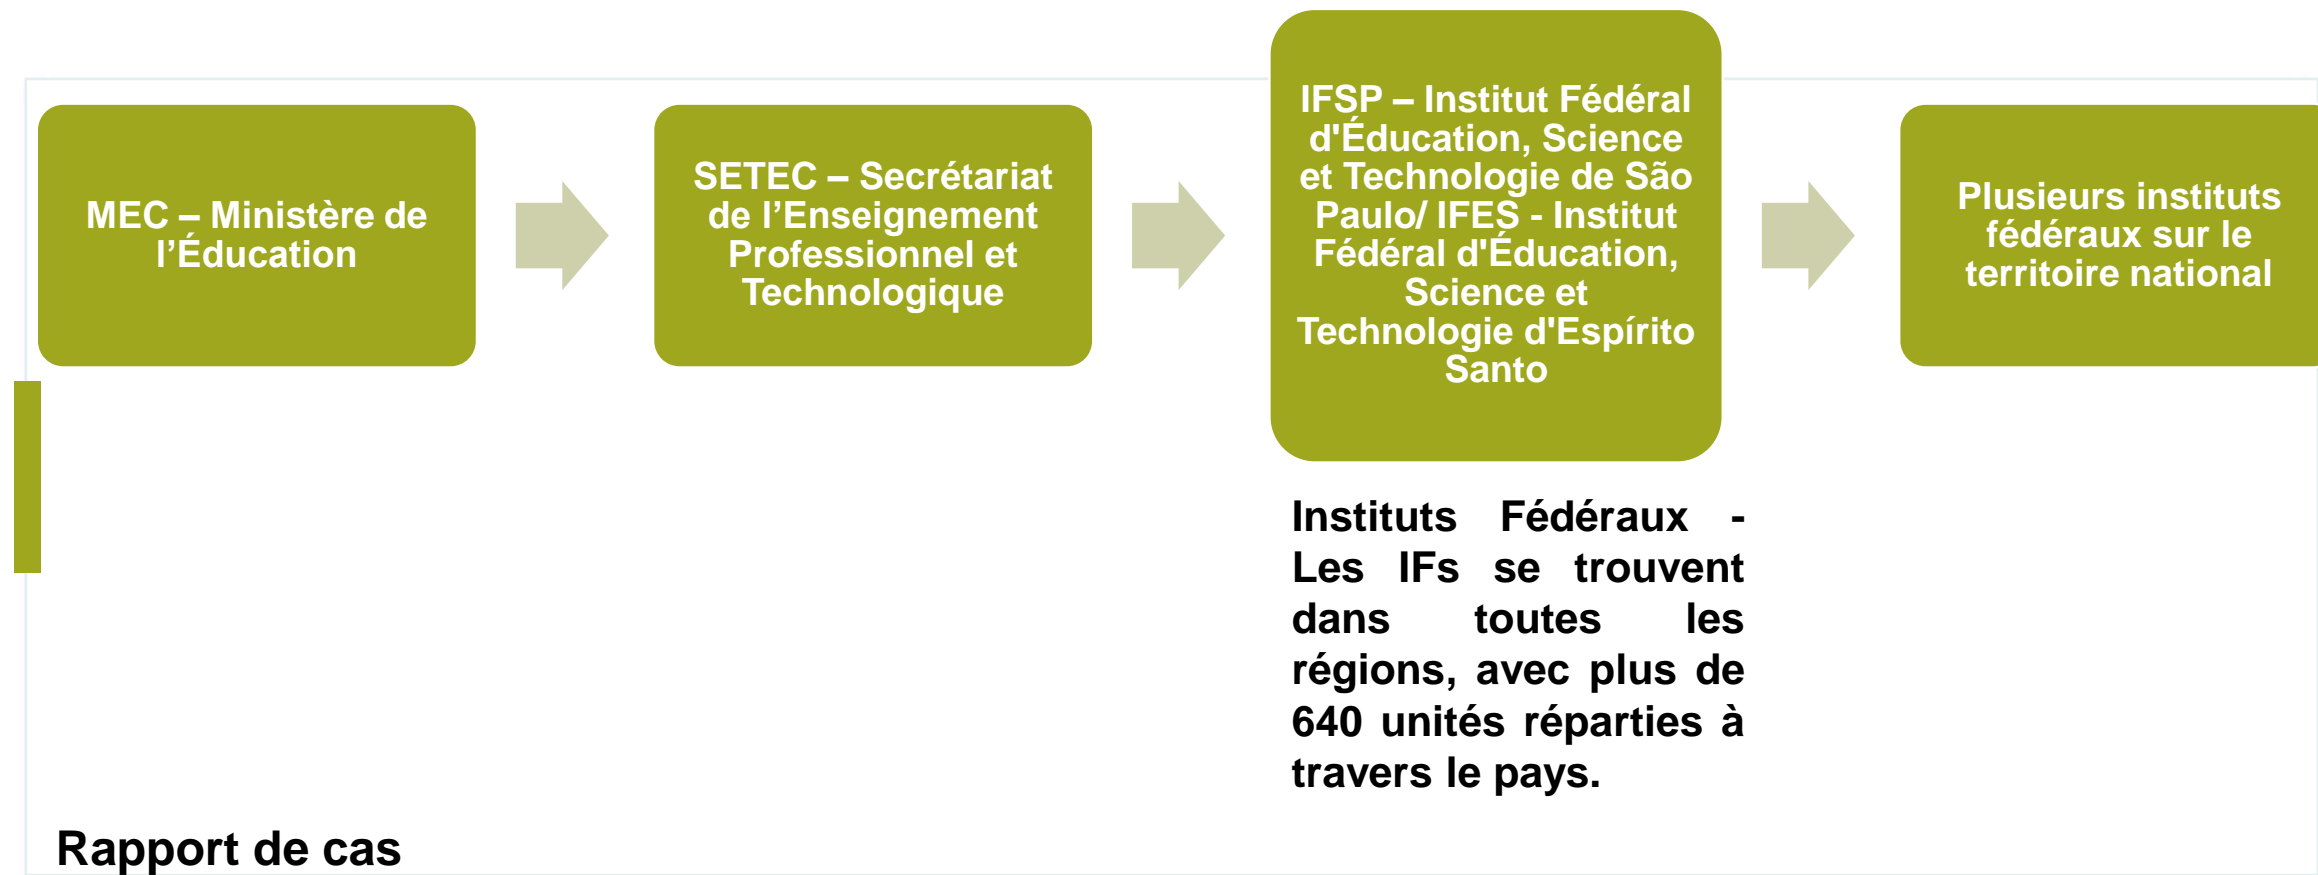 MEC – Ministère de
l’Éducation
SETEC – Secrétariat
de l’Enseignement
Professionnel et
Technologique
IFSP – Institut Fédéral
d'Éducation, Science
et Technologie de São
Paulo/ IFES - Institut
Fédéral d'Éducation,
Science et
Technologie d'Espírito
Santo
Plusieurs instituts
fédéraux sur le
territoire national
Instituts Fédéraux -
Les IFs se trouvent
dans toutes les
régions, avec plus de
640 unités réparties à
travers le pays.
Rapport de cas